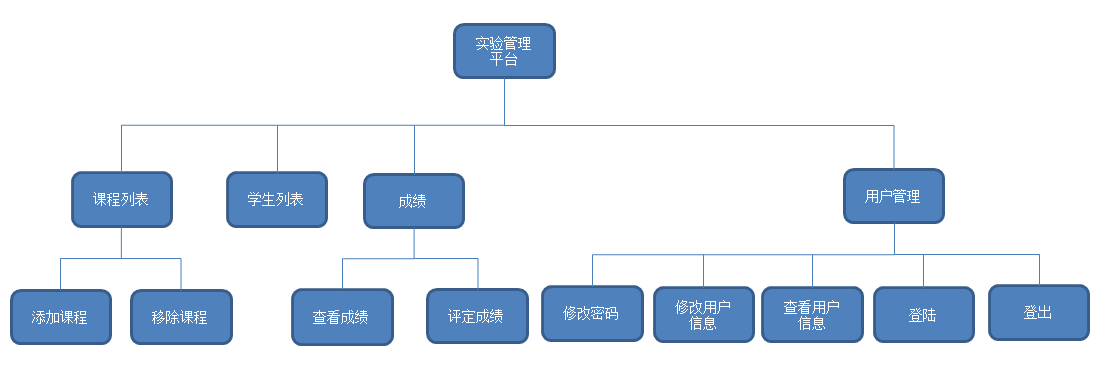 实验管理
平台
课程列表
学生列表
成绩
用户管理
添加课程
移除课程
查看成绩
评定成绩
修改密码
修改用户
信息
查看用户
信息
登陆
登出